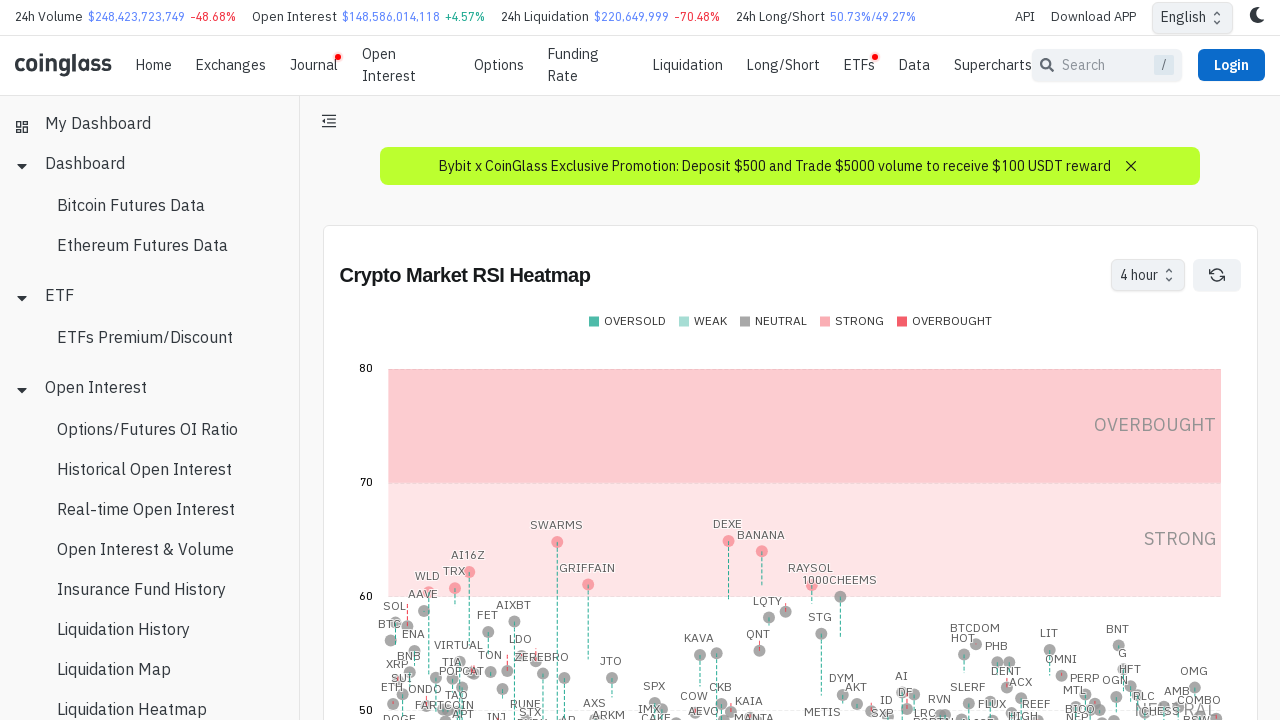 24h Volume $248,423,723,749 -48.68% Open Interest $148,586,014,118 +4.57% 24h Liquidation $220,649,999 -70.48% 24h Long/Short 50.73%/49.27% API Download APP English
coinglass Home Exchanges Journal Open Interest Options Funding Rate Liquidation Long/Short ETFs Data Supercharts Search / Login
My Dashboard
Dashboard
Bitcoin Futures Data
Ethereum Futures Data
ETF
ETFs Premium/Discount
Open Interest
Options/Futures OI Ratio
Historical Open Interest
Real-time Open Interest
Open Interest & Volume
Insurance Fund History
Liquidation History
Liquidation Map
Liquidation Heatmap
Bybit x CoinGlass Exclusive Promotion: Deposit $500 and Trade $5000 volume to receive $100 USDT reward
Crypto Market RSI Heatmap 4 hour
OVERSOLD WEAK NEUTRAL STRONG OVERBOUGHT
80
OVERBOUGHT
70
SWARMS DEXE
BANANA
STRONG
AI16Z
WLD TRX GRIFFAIN RAYSOL
1000CHEEMS
60
AAVE
SOL AIXBT LQTY
FET STG
ENA QNT
BTCDOM
LIT BNT
VIRTUAL LDO KAVA HOT PHB
BNB TON ZEREBRO JTO OMNI G
XRP TIA
SUI POPCAT DENT HFT OMG
ETH ONDO TAO SPX CKB DYM AI SLERF ACX PERP OGN
AKT MTL AMB
FARTCOIN RUNE AXS IMX COW KAIA ID RVN FLUX REEF RLC COMBO
50
APT INJ STX ARKM AEVO METIS SXP LRC HIGH CHESS
DOGE CAKE MANTA